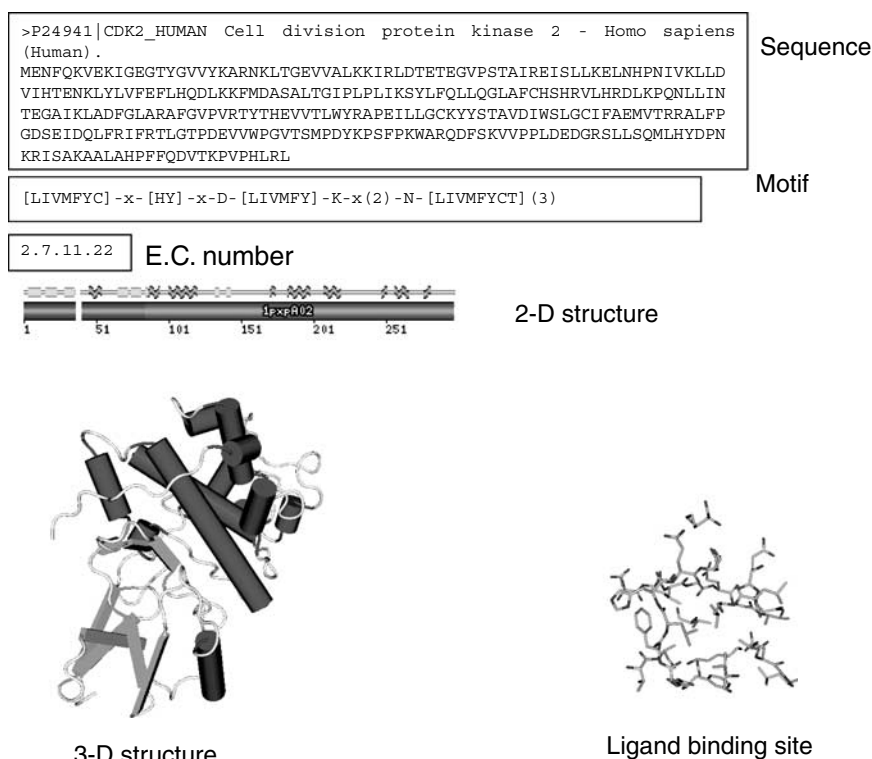 >P24941|CDK2_HUMAN Cell division protein kinase 2 - Homo sapiens
(Human).
MENFQKVEKIGEGTYGVVYKARNKLTGEVVALKKIRLDTETEGVPSTAIREISLLKELNHPNIVKLLD
VIHTENKLYLVFEFLHQDLKKFMDASALTGIPLPLIKSYLFQLLQGLAFCHSHRVLHRDLKPQNLLIN
TEGAIKLADFGLARAFGVPVRTYTHEVVTLWYRAPEILLGCKYYSTAVDIWSLGCIFAEMVTRRALFP
GDSEIDQLFRIFRTLGTPDEVVWPGVTSMPDYKPSFPKWARQDFSKVVPPLDEDGRSLLSQMLHYDPN
KRISAKAALAHPFFQDVTKPVPHLRL
Sequence
[LIVMFYC]-x-[HY]-x-D-[LIVMFY]-K-x(2)-N-[LIVMFYCT](3)
Motif
2.7.11.22
E.C. number
1pxpA02
1 51 101 151 201 251
2-D structure
3-D structure
Ligand binding site